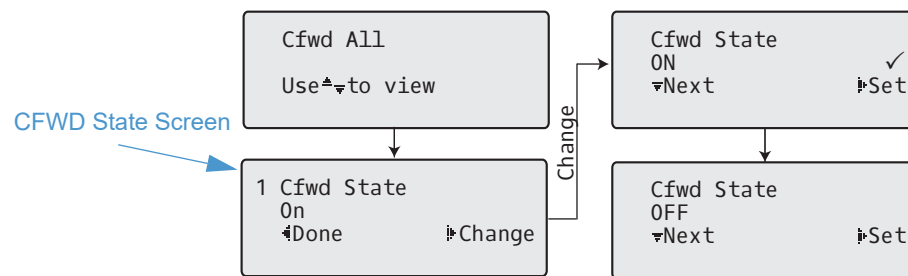 Cfwd All
Use▲▼to view
CFWD State Screen
1 Cfwd State
On
◀Done ▶Change
Change
Cfwd State
ON ✓
▼Next ▶Set
Cfwd State
OFF
▼Next ▶Set